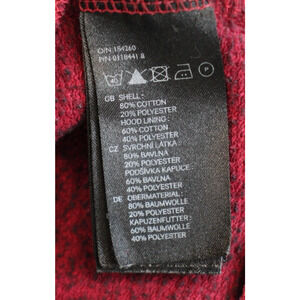 O/N 154260
P/N 0118441 8
40
P
GB SHELL :
80% COTTON
20% POLYESTER
HOOD LINING :
60% COTTON
40% POLYESTER
CZ SVRCHNÍ LÁTKA :
80% BAVLNA
20% POLYESTER
PODŠÍVKA KAPUCE :
60% BAVLNA
40% POLYESTER
DE OBERMATERIAL :
80% BAUMWOLLE
20% POLYESTER
KAPUZENFUTTER :
60% BAUMWOLLE
40% POLYESTER